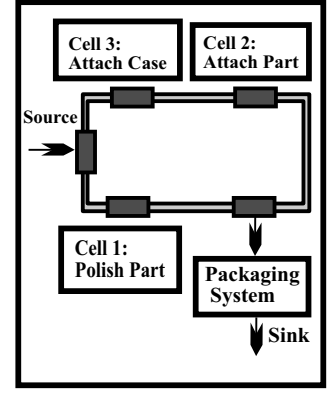 Cell 3:
Attach Case
Cell 2:
Attach Part
Source
Cell 1:
Polish Part
Packaging
System
Sink